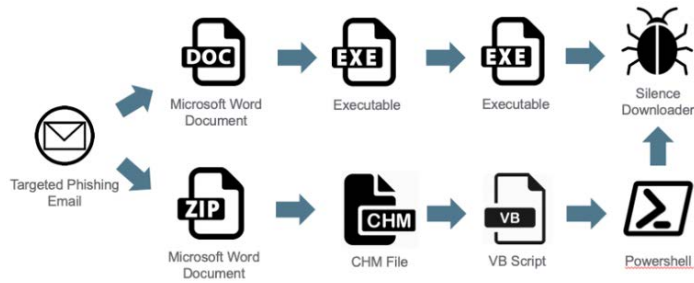 DOC
EXE
EXE
Microsoft Word
Document
Executable
Executable
Silence
Downloader
Targeted Phishing
Email
ZIP
CHM
VB
Microsoft Word
Document
CHM File
VB Script
Powershell